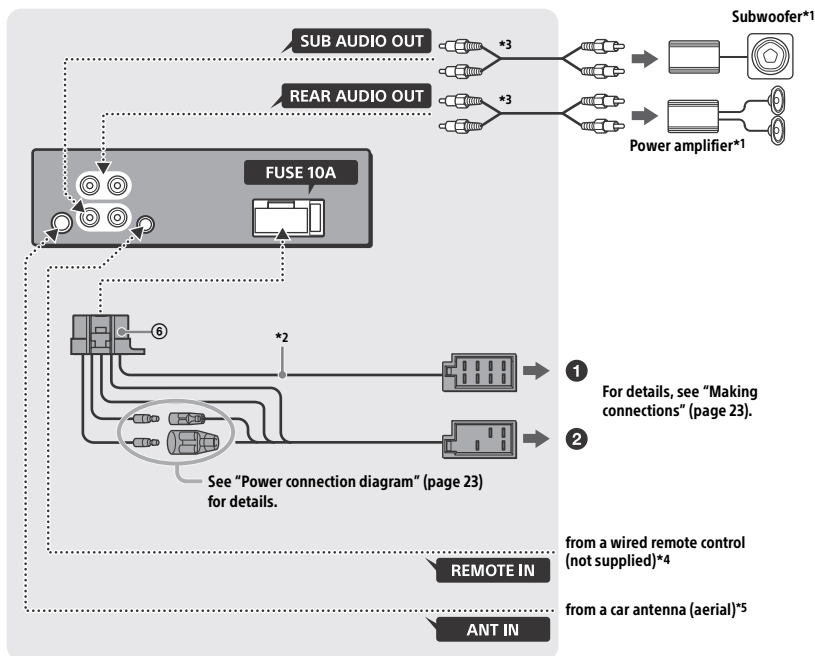 Subwoofer*1
SUB AUDIO OUT
*3
REAR AUDIO OUT
*3
Power amplifier*1
FUSE 10A
⑥
*2
❶
For details, see “Making
connections” (page 23).
❷
See “Power connection diagram” (page 23)
for details.
from a wired remote control
(not supplied)*4
REMOTE IN
from a car antenna (aerial)*5
ANT IN